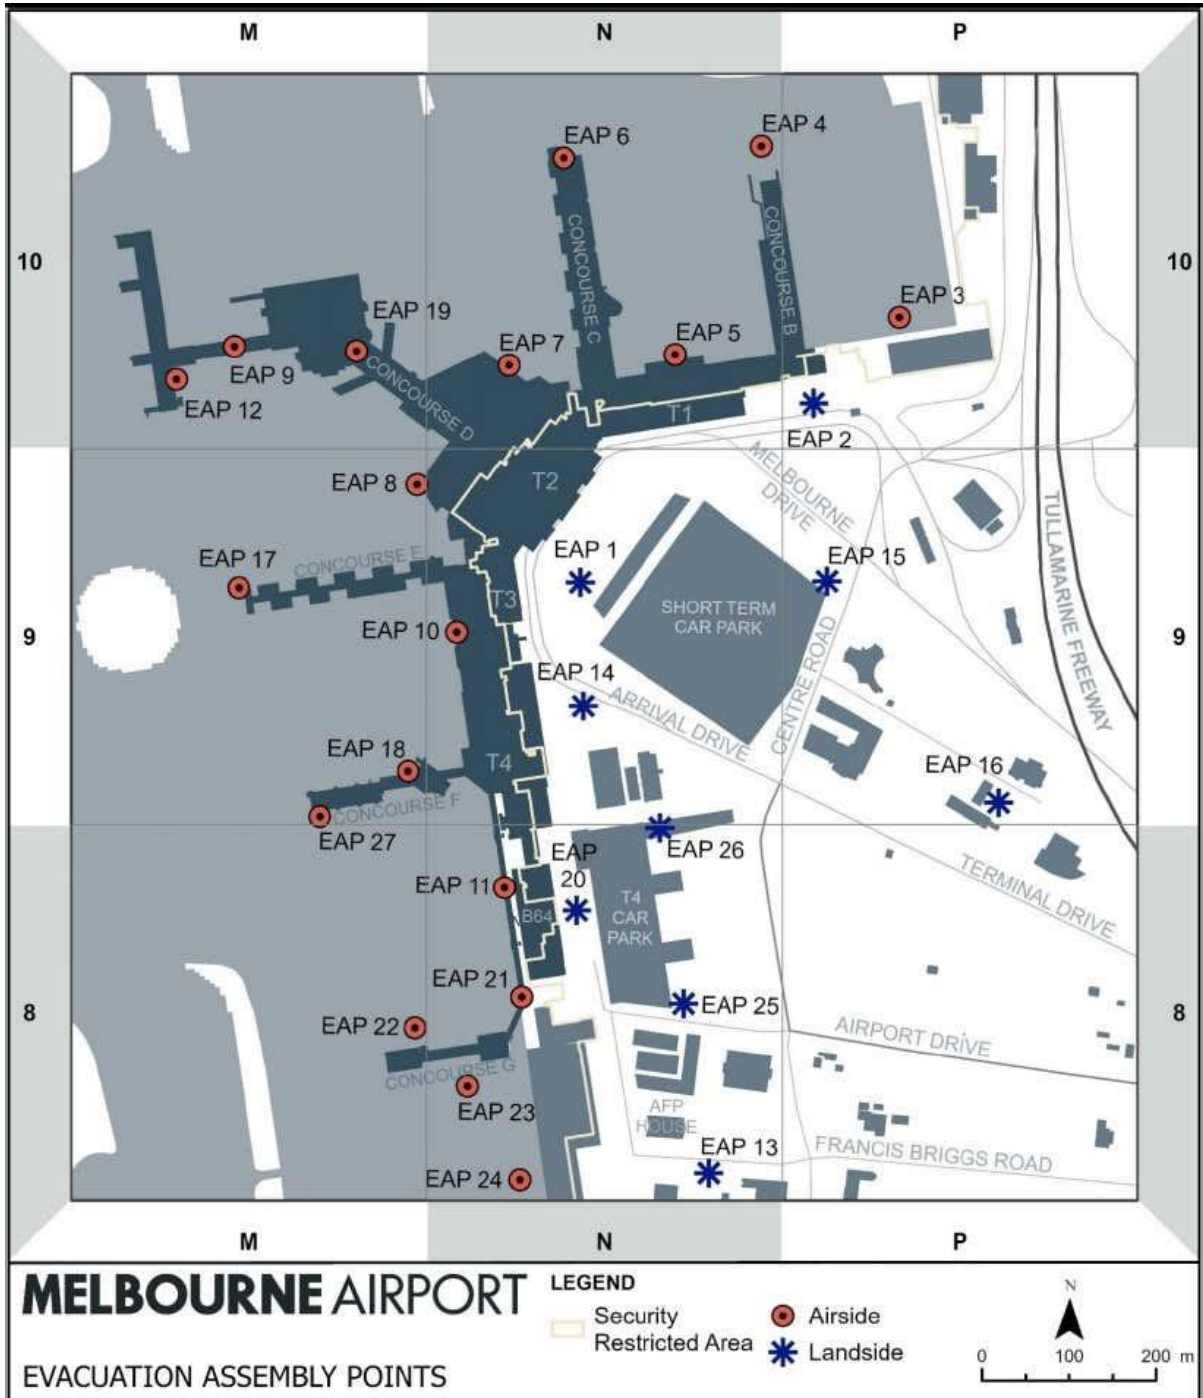 M
N
P
10
10
EAP 6
EAP 4
CONCOURSE C
CONCOURSE B
EAP 3
EAP 19
EAP 7
EAP 5
EAP 9
CONCOURSE D
EAP 12
T1
EAP 2
MELBOURNE
DRIVE
T2
EAP 8
TULLAMARINE FREEWAY
EAP 1
EAP 15
CONCOURSE E
EAP 17
T3
SHORT TERM
CAR PARK
9
9
EAP 10
CENTRE ROAD
EAP 14
ARRIVAL DRIVE
EAP 18
T4
EAP 16
CONCOURSE F
EAP 27
EAP 26
EAP
20
TERMINAL DRIVE
EAP 11
B64
T4
CAR
PARK
EAP 21
EAP 25
8
8
EAP 22
AIRPORT DRIVE
CONCOURSE G
EAP 23
AFP
HOUSE
EAP 13
FRANCIS BRIGGS ROAD
EAP 24
M
N
P
MELBOURNE AIRPORT
EVACUATION ASSEMBLY POINTS
LEGEND
Security
Restricted Area
Airside
Landside
N
0 100 200 m